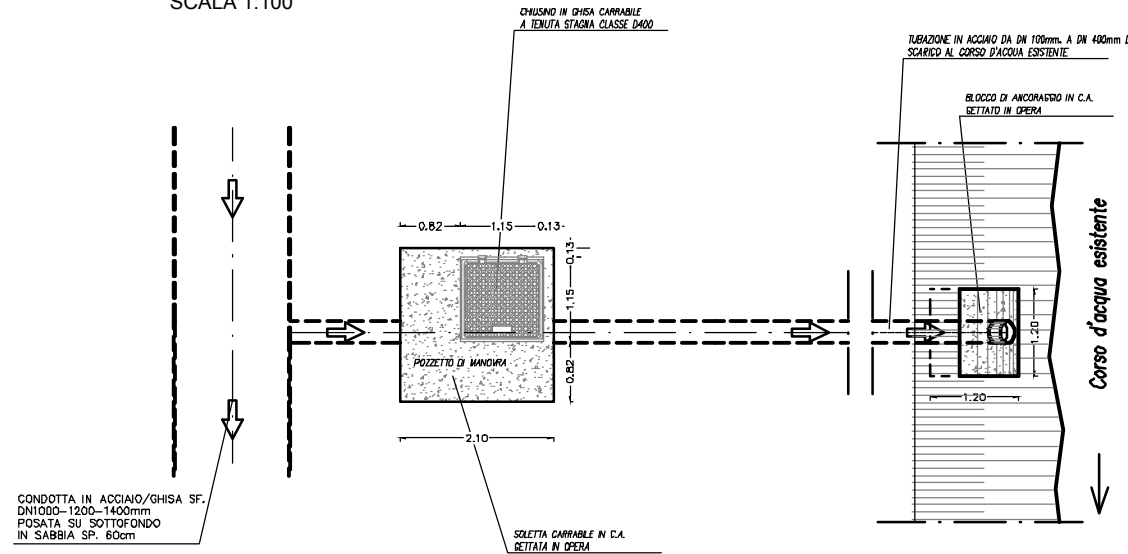 SCALA 1:100
CHIUSINO IN GHISA CARRABILE
A TENUTA STAGNA CLASSE D400
TUBAZIONE IN ACCIAIO DA DN 100mm. A DN 400mm D
SCARICO AL CORSO D'ACQUA ESISTENTE
BLOCCO DI ANCORAGGIO IN C.A.
GETTATO IN OPERA
0.82
1.15
0.13
0.13
1.15
0.82
POZZETTO DI MANOVRA
2.10
1.20
1.20
Corso d'acqua esistente
CONDOTTA IN ACCIAIO/GHISA SF.
DN1000-1200-1400mm
POSATA SU SOTTOFONDO
IN SABBIA SP. 60cm
SOLETTA CARRABILE IN C.A.
GETTATA IN OPERA